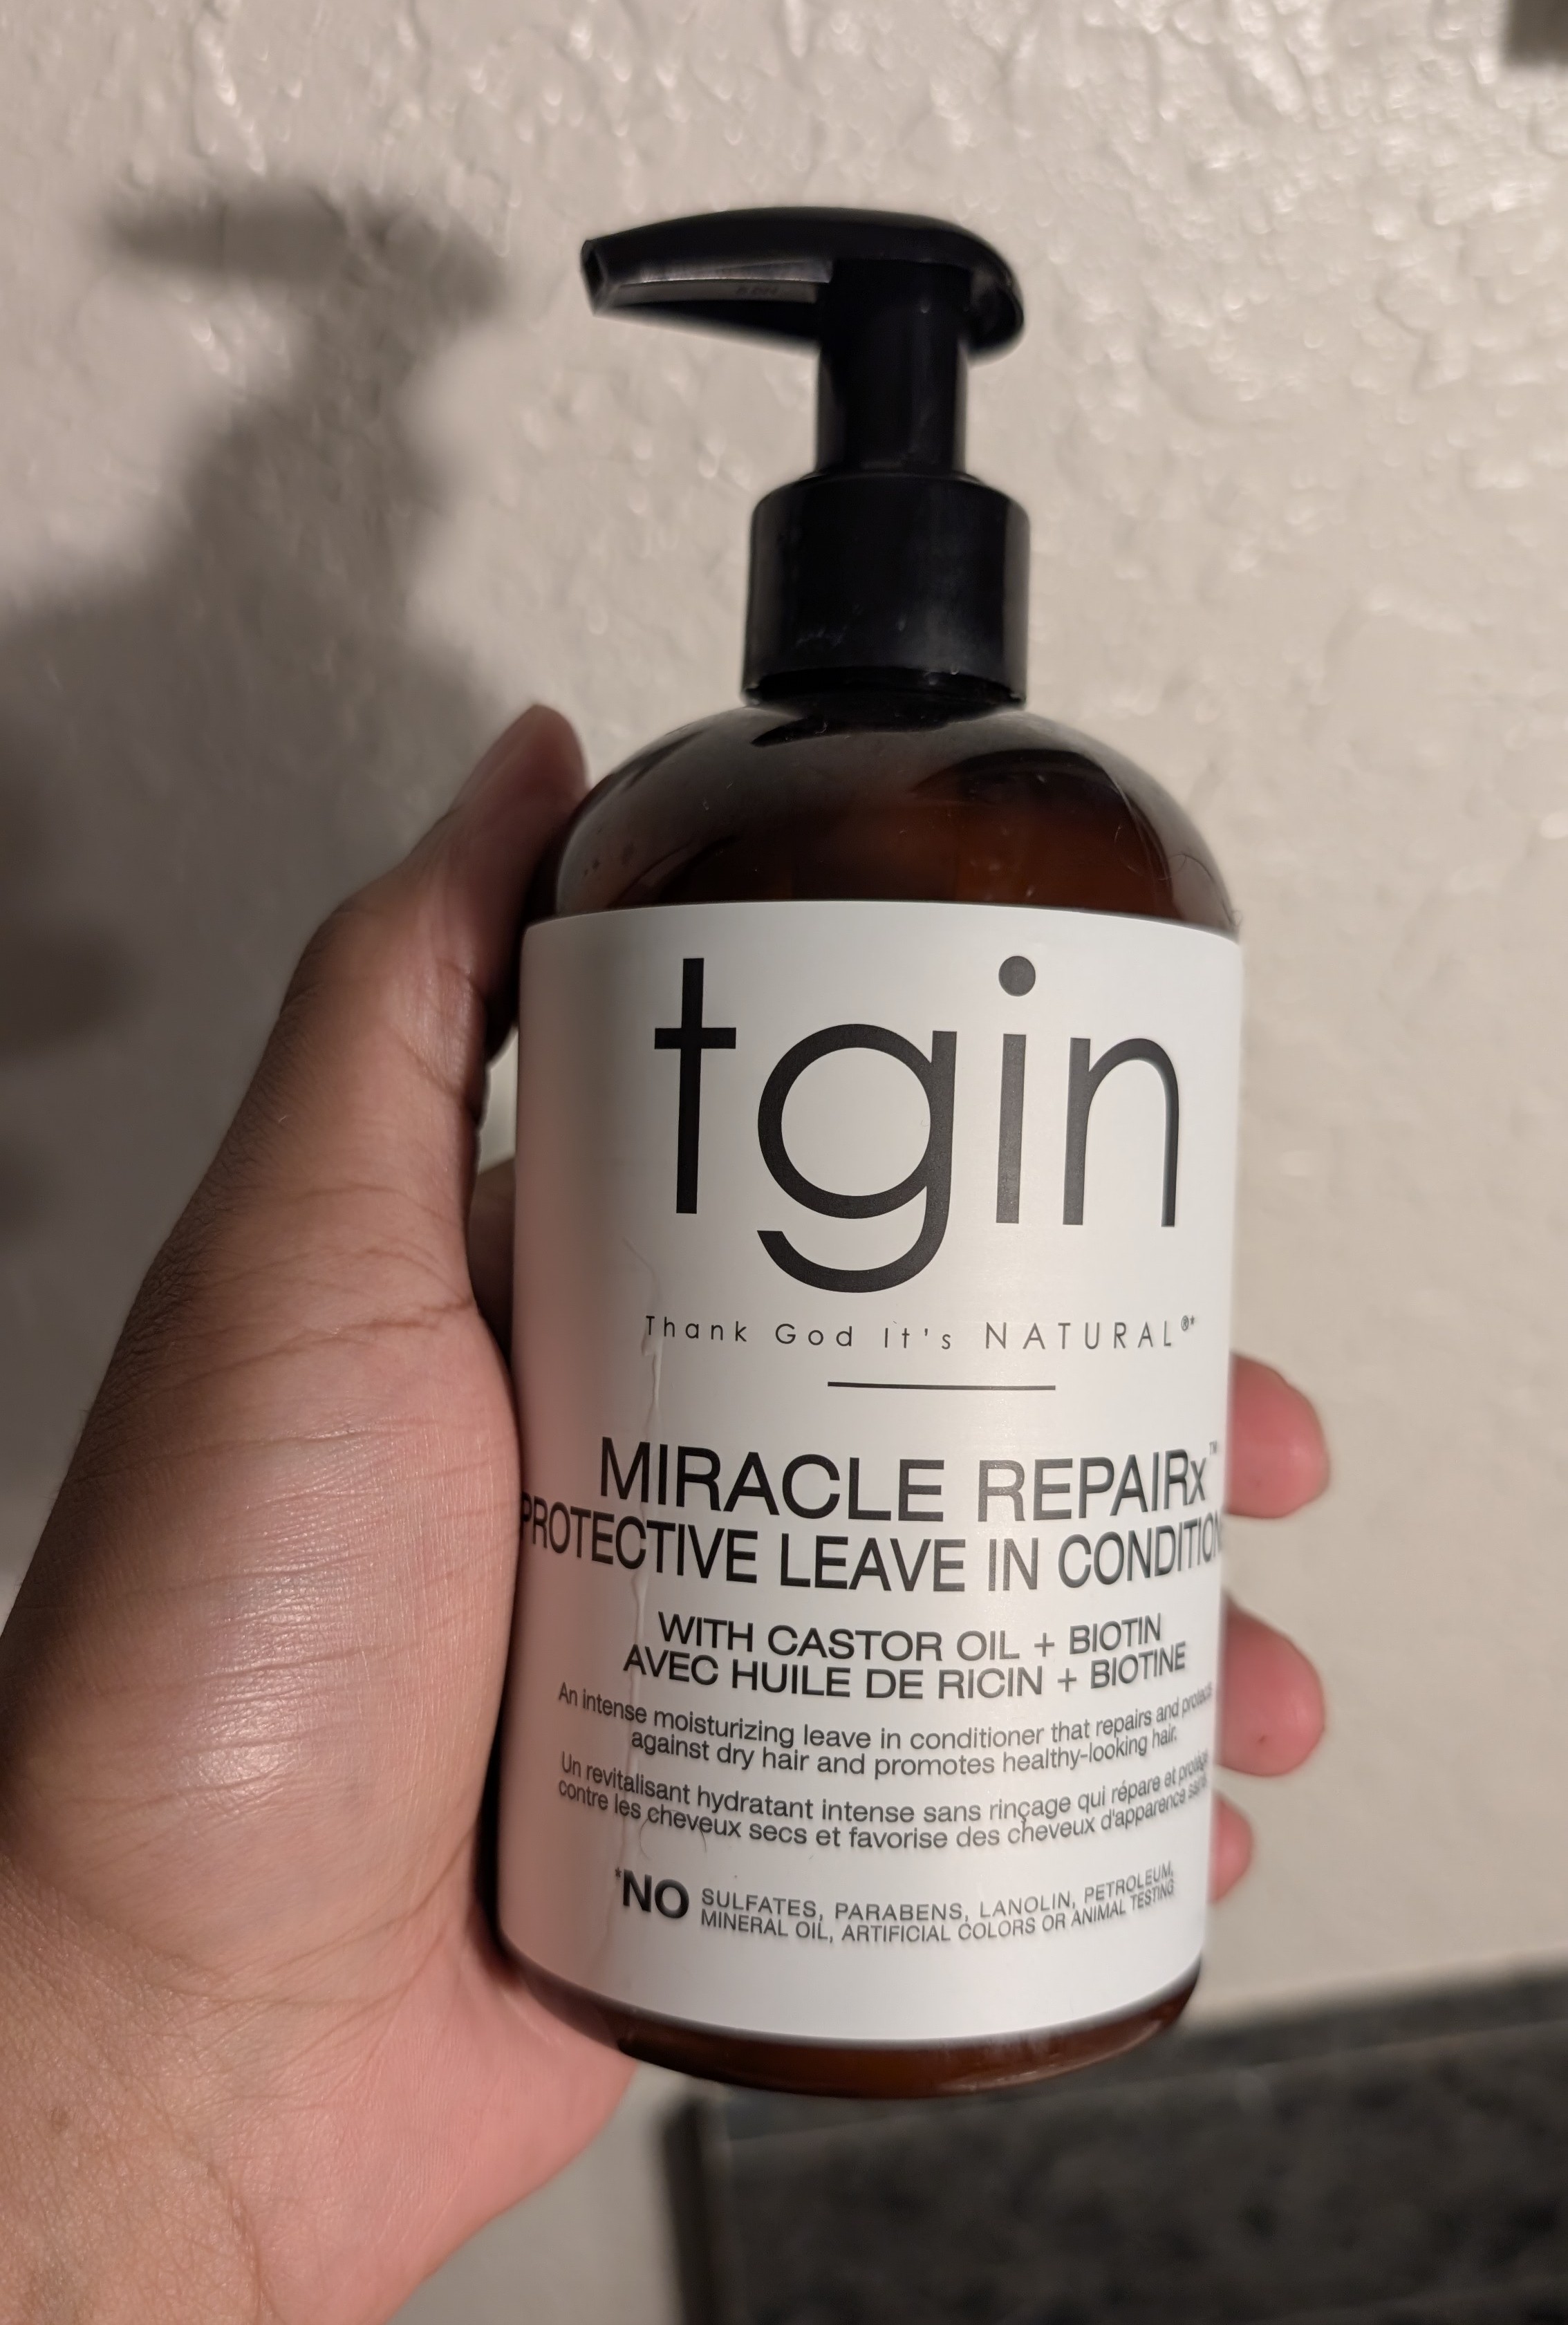 tgin
Thank God It's NATURAL®*
MIRACLE REPAIRx™
PROTECTIVE LEAVE IN CONDITION
WITH CASTOR OIL + BIOTIN
AVEC HUILE DE RICIN + BIOTINE
An intense moisturizing leave in conditioner that repairs and protects
against dry hair and promotes healthy-looking hair.
Un revitalisant hydratant intense sans rinçage qui répare et protège
contre les cheveux secs et favorise des cheveux d'apparence
*NO SULFATES, PARABENS, LANOLIN, PETROLEUM,
MINERAL OIL, ARTIFICIAL COLORS OR ANIMAL TESTING